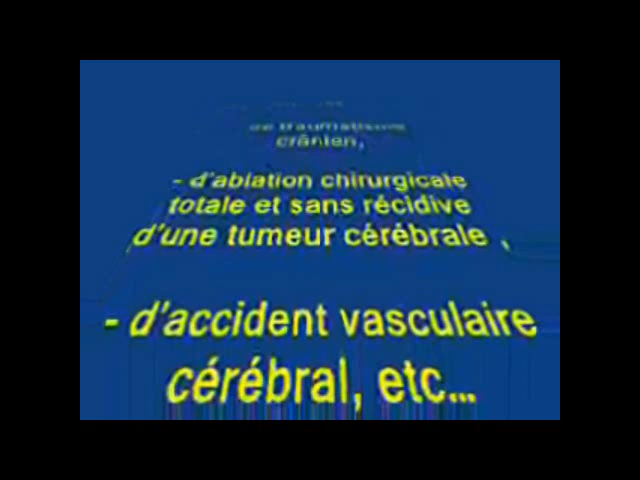 de traumatisme
crânien,
- d'ablation chirurgicale
totale et sans récidive
d'une tumeur cérébrale ,
- d'accident vasculaire
cérébral, etc...